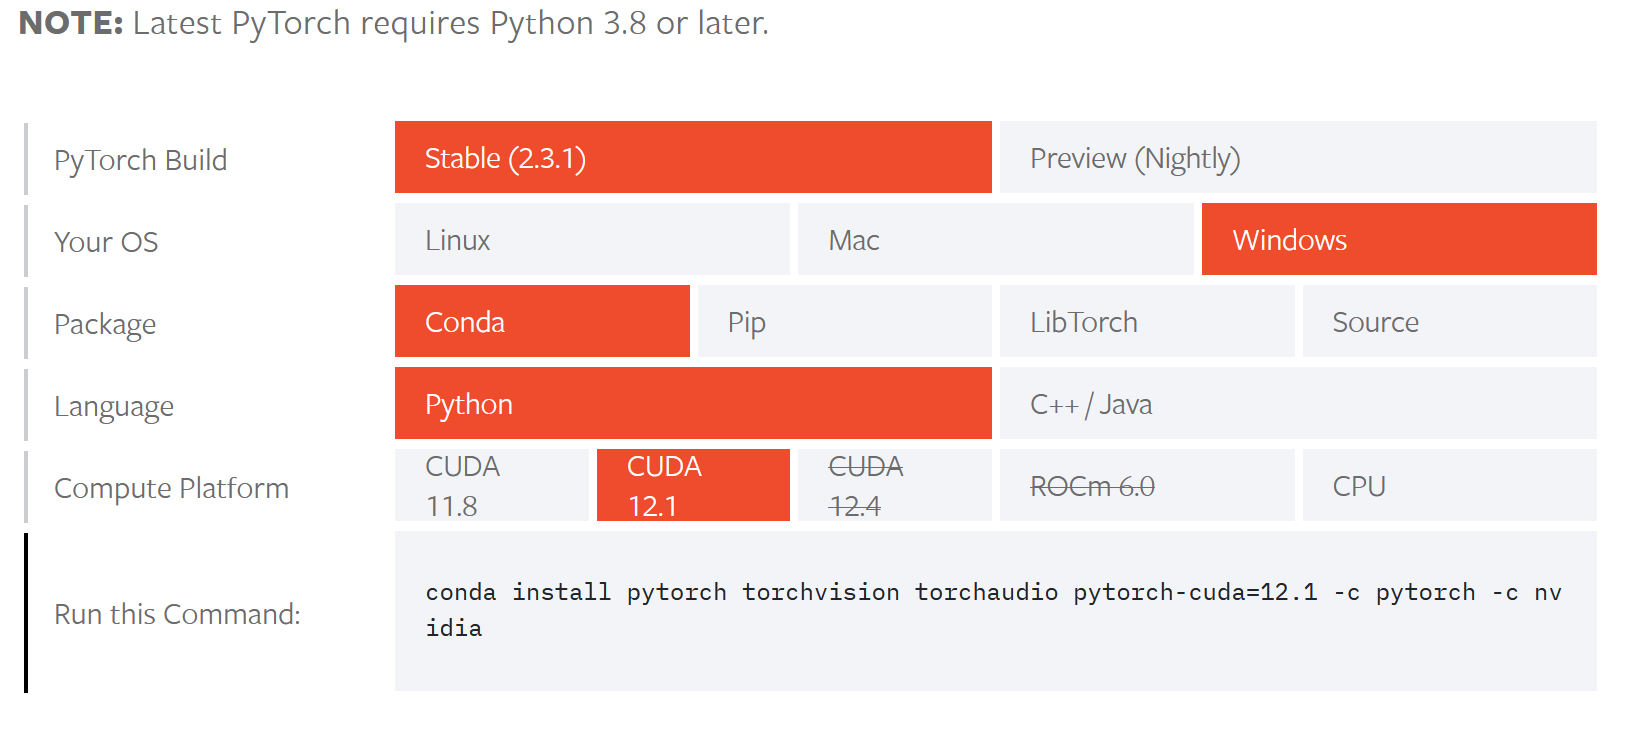 NOTE: Latest PyTorch requires Python 3.8 or later.
PyTorch Build
Stable (2.3.1)
Preview (Nightly)
Your OS
Linux
Mac
Windows
Package
Conda
Pip
LibTorch
Source
Language
Python
C++ / Java
Compute Platform
CUDA
11.8
CUDA
12.1
CUDA
12.4
ROCm 6.0
CPU
Run this Command:
conda install pytorch torchvision torchaudio pytorch-cuda=12.1 -c pytorch -c nv
idia